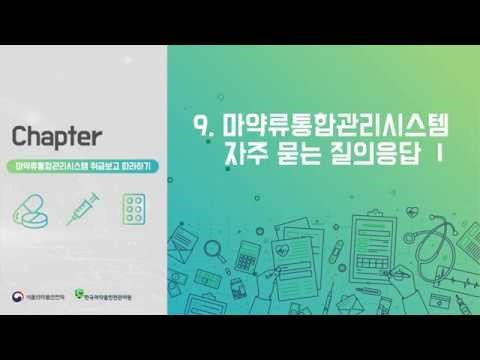 Chapter
마약류통합관리시스템 취급보고 따라하기
9. 마약류통합관리시스템
자주 묻는 질의응답 I
식품의약품안전처
한국의약품안전관리원